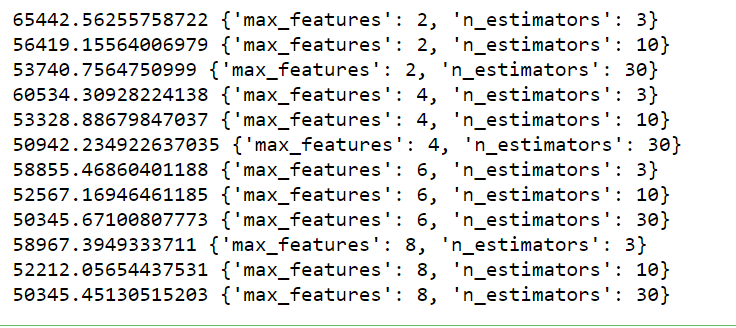 65442.56255758722 {'max_features': 2, 'n_estimators': 3}
56419.15564006979 {'max_features': 2, 'n_estimators': 10}
53740.7564750999 {'max_features': 2, 'n_estimators': 30}
60534.30928224138 {'max_features': 4, 'n_estimators': 3}
53328.88679847037 {'max_features': 4, 'n_estimators': 10}
50942.234922637035 {'max_features': 4, 'n_estimators': 30}
58855.46860401188 {'max_features': 6, 'n_estimators': 3}
52567.16946461185 {'max_features': 6, 'n_estimators': 10}
50345.67100807773 {'max_features': 6, 'n_estimators': 30}
58967.3949333711 {'max_features': 8, 'n_estimators': 3}
52212.05654437531 {'max_features': 8, 'n_estimators': 10}
50345.45130515203 {'max_features': 8, 'n_estimators': 30}